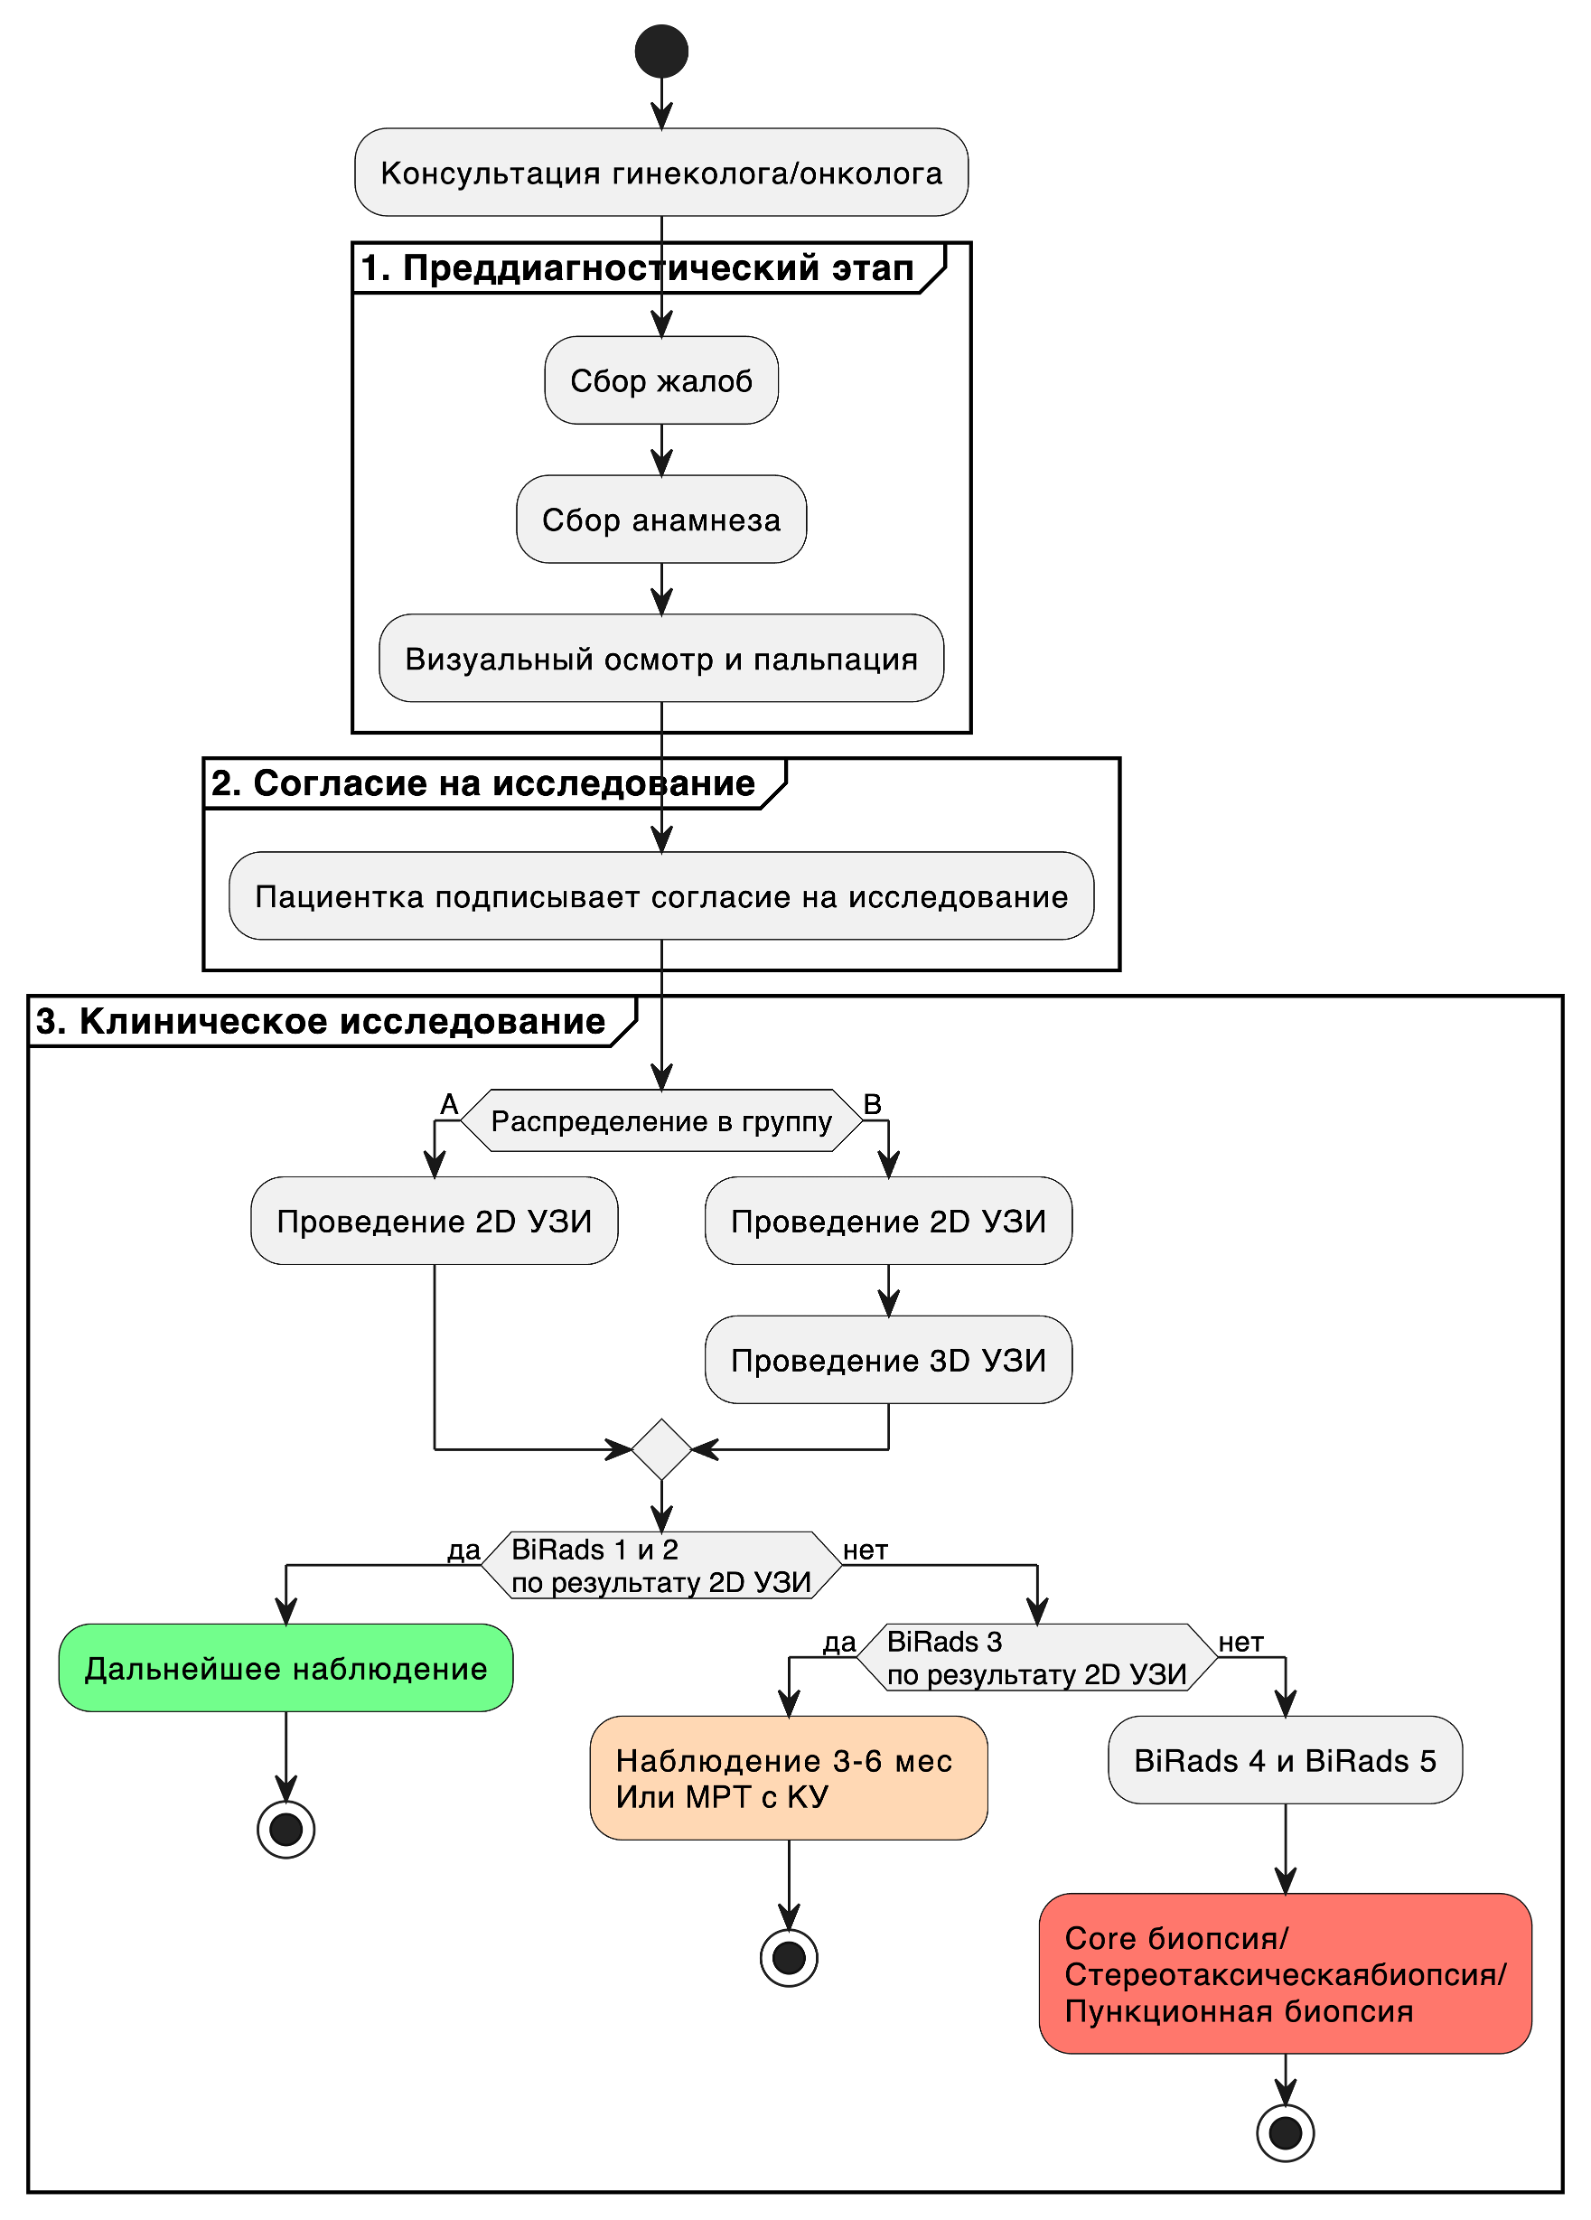 Консультация гинеколога/онколога
1. Преддиагностический этап
Сбор жалоб
Сбор анамнеза
Визуальный осмотр и пальпация
2. Согласие на исследование
Пациентка подписывает согласие на исследование
3. Клиническое исследование
A
Распределение в группу
B
Проведение 2D УЗИ
Проведение 2D УЗИ
Проведение 3D УЗИ
да
BiRads 1 и 2
по результату 2D УЗИ
нет
Дальнейшее наблюдение
да
BiRads 3
по результату 2D УЗИ
нет
Наблюдение 3-6 мес
Или МРТ с КУ
BiRads 4 и BiRads 5
Core биопсия/
Стереотаксическаябиопсия/
Пункционная биопсия